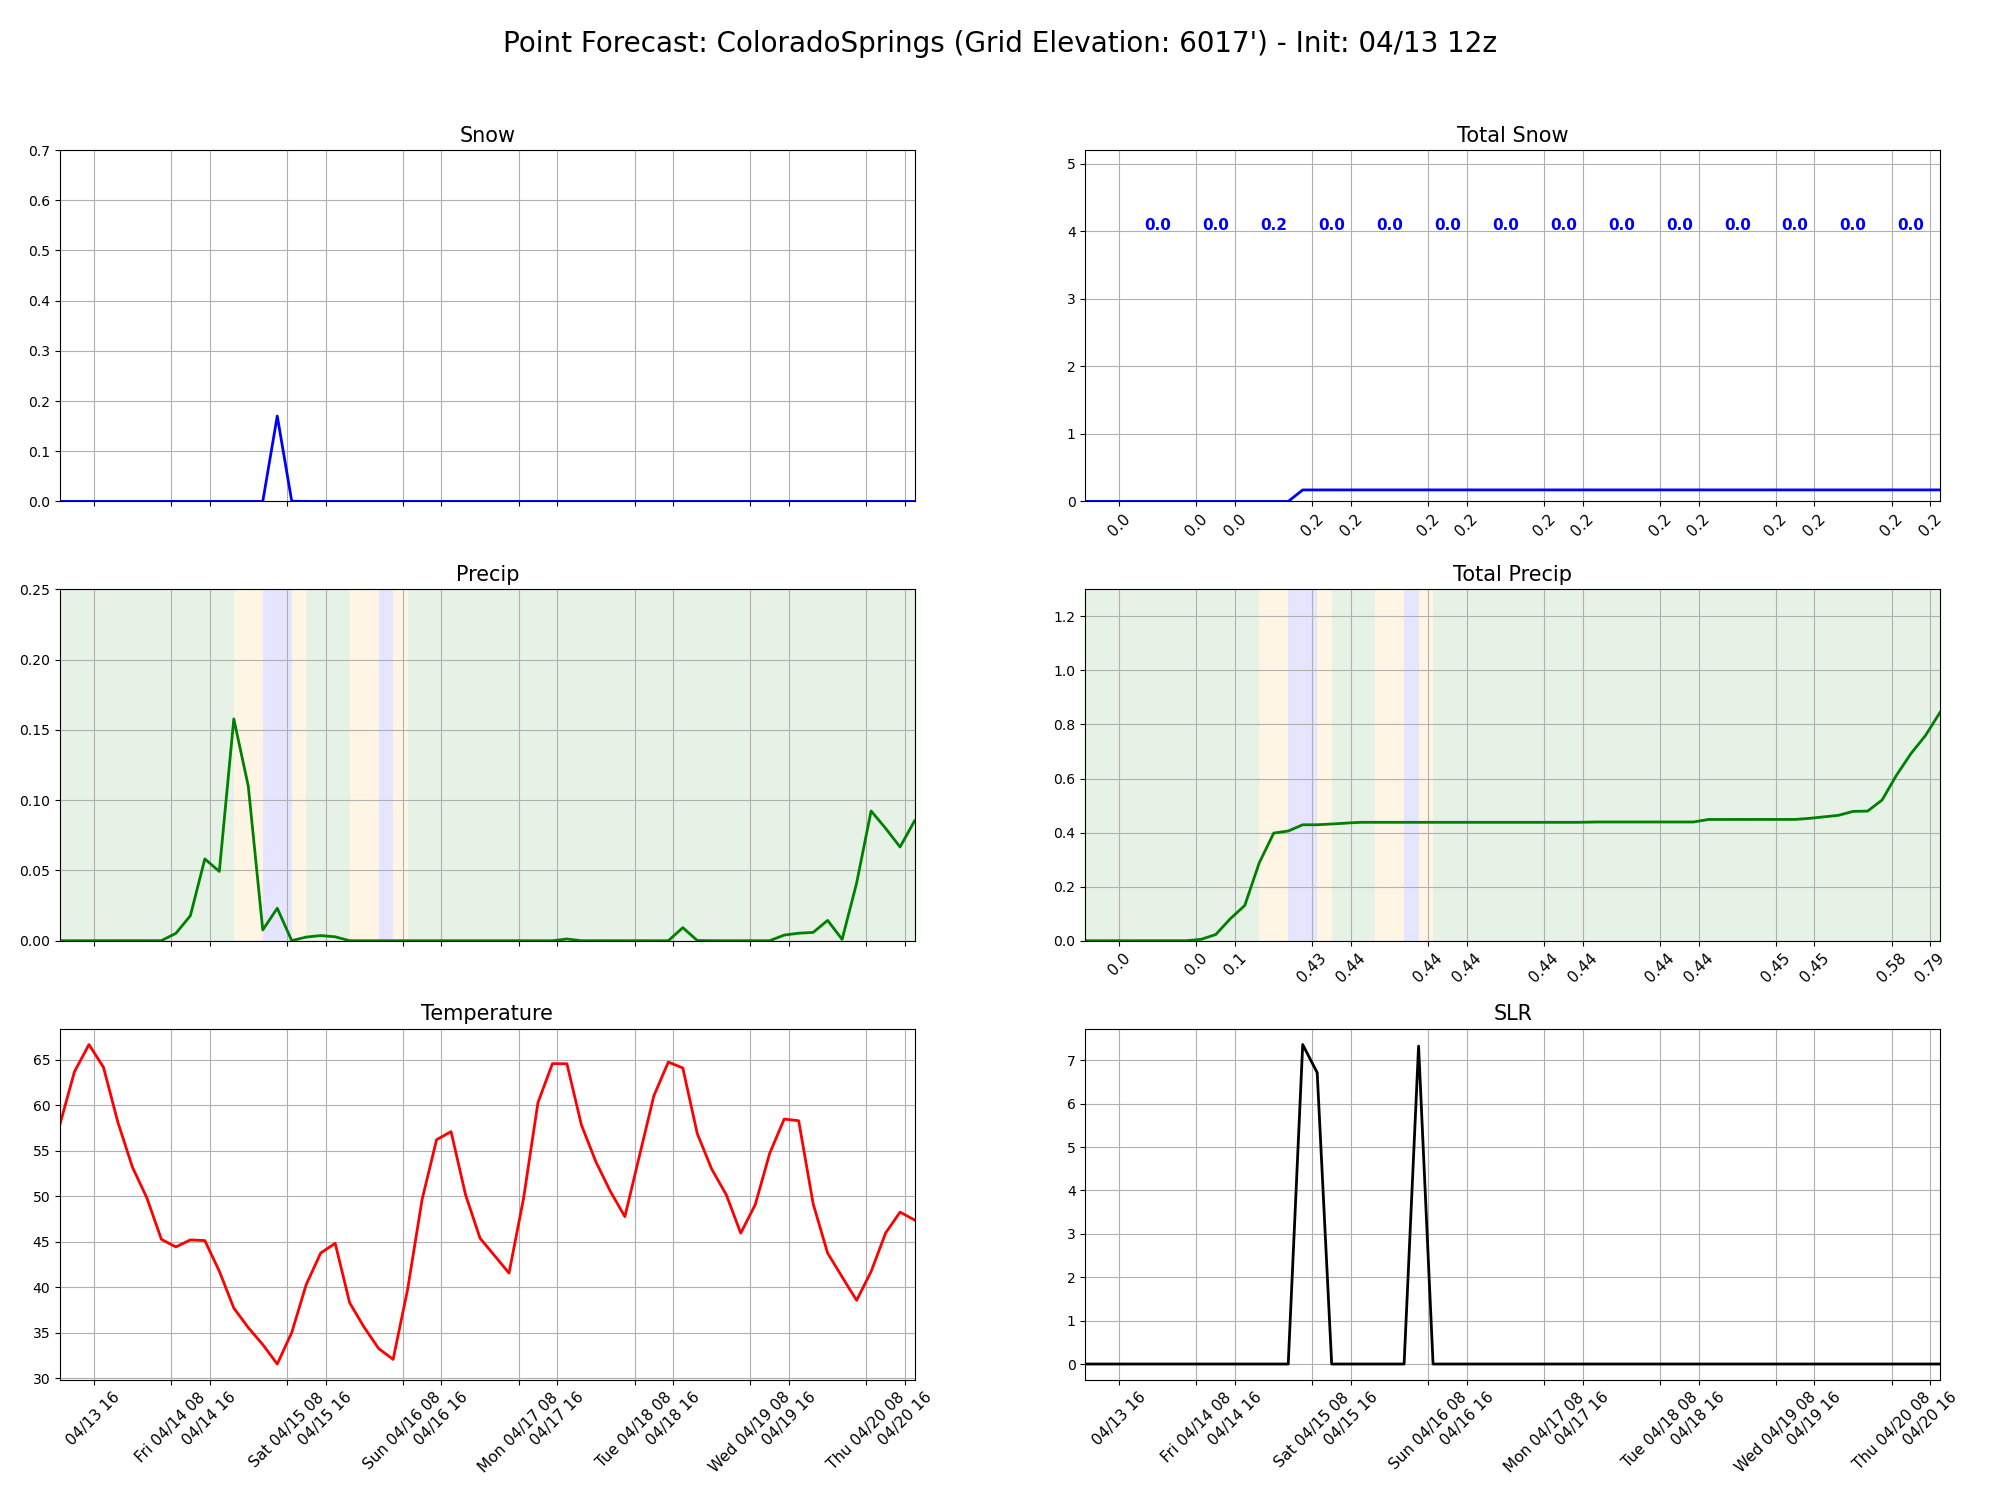 Point Forecast: ColoradoSprings (Grid Elevation: 6017') - Init: 04/13 12z
Snow
0.7
0.6
0.5
0.4
0.3
0.2
0.1
0.0
Total Snow
5
4
3
2
1
0
0.0 0.0 0.2 0.0 0.0 0.0 0.0 0.0 0.0 0.0 0.0 0.0 0.0 0.0
0.0 0.0 0.0 0.2 0.2 0.2 0.2 0.2 0.2 0.2 0.2 0.2 0.2 0.2 0.2
Precip
0.25
0.20
0.15
0.10
0.05
0.00
Total Precip
1.2
1.0
0.8
0.6
0.4
0.2
0.0
0.0 0.0 0.1 0.43 0.44 0.44 0.44 0.44 0.44 0.44 0.44 0.45 0.45 0.58 0.79
Temperature
65
60
55
50
45
40
35
30
04/13 16
Fri 04/14 08
04/14 16
Sat 04/15 08
04/15 16
Sun 04/16 08
04/16 16
Mon 04/17 08
04/17 16
Tue 04/18 08
04/18 16
Wed 04/19 08
04/19 16
Thu 04/20 08
04/20 16
SLR
7
6
5
4
3
2
1
0
04/13 16
Fri 04/14 08
04/14 16
Sat 04/15 08
04/15 16
Sun 04/16 08
04/16 16
Mon 04/17 08
04/17 16
Tue 04/18 08
04/18 16
Wed 04/19 08
04/19 16
Thu 04/20 08
04/20 16